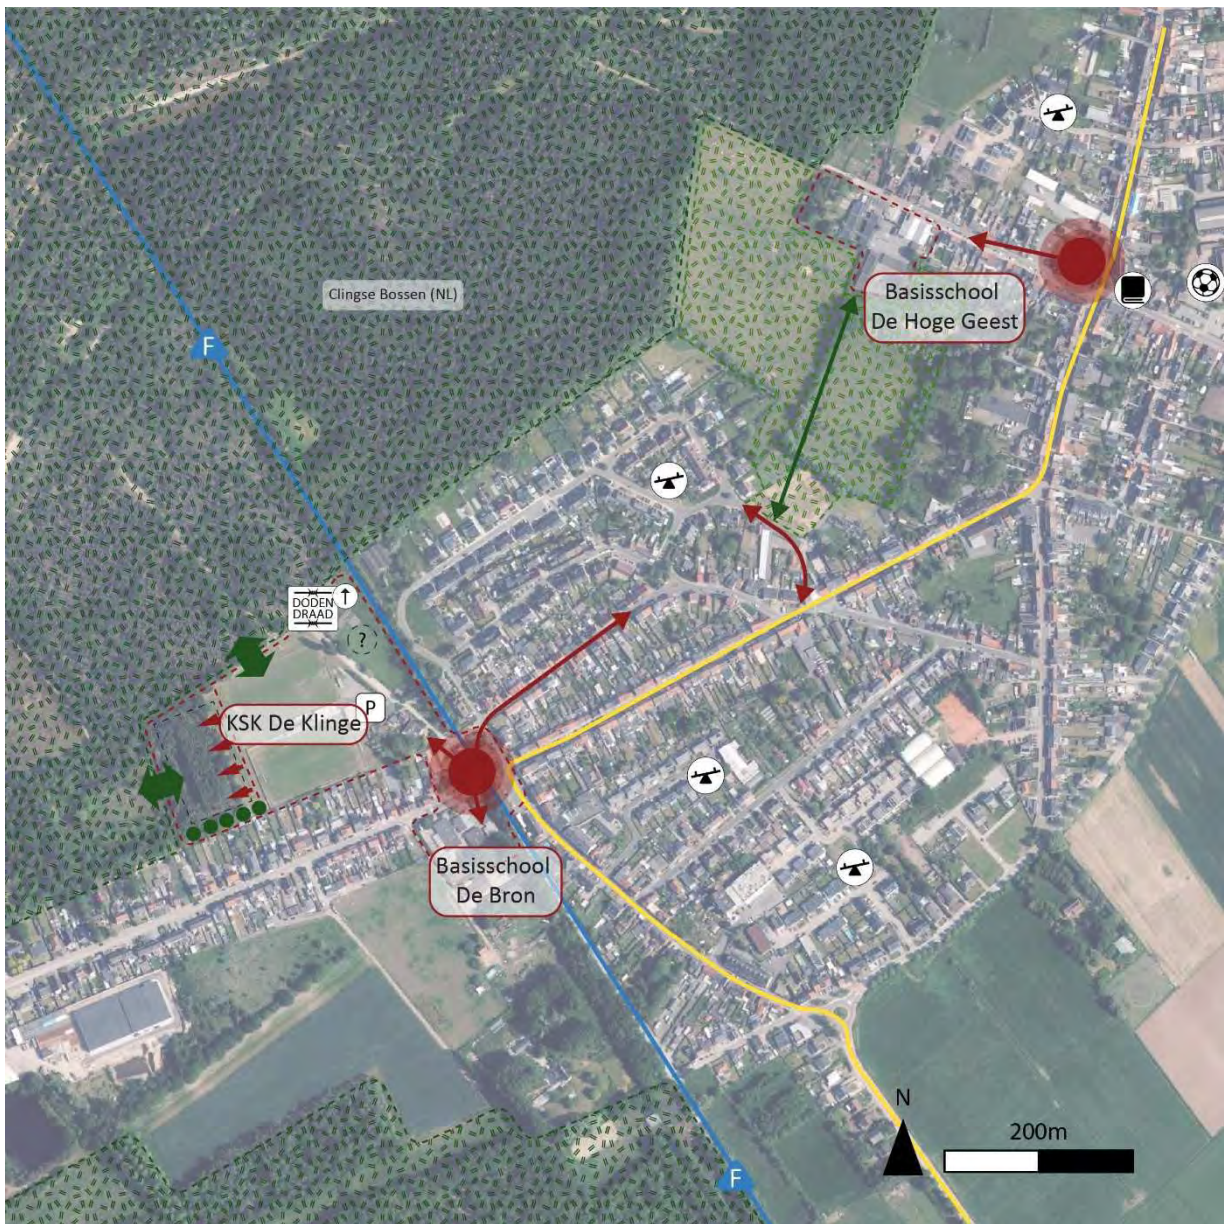 Clingse Bossen (NL)
F
Basisschool
De Hoge Geest
DODEN
DRAAD
?
P
KSK De Klinge
Basisschool
De Bron
N
200m
F